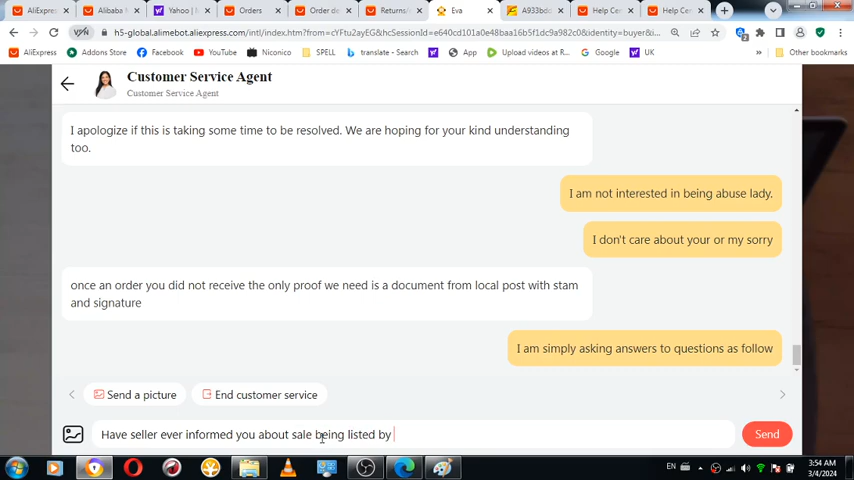 AliExpress
Alibaba
Yahoo |
Orders
Order de
Returns/
Eva
A933bdo
Help Cen
Help Cen
h5-global.alimebot.aliexpress.com/intl/index.htm?from=cYFtu2ayEG&hcSessionId=e640cd101a0e48baa16b5f1dc9a982c0&identity=buyer&i...
AliExpress
Addons Store
Facebook
YouTube
Niconico
SPELL
translate - Search
App
Upload videos at R...
Google
UK
»
Other bookmarks
Customer Service Agent
Customer Service Agent
I apologize if this is taking some time to be resolved. We are hoping for your kind understanding
too.
I am not interested in being abuse lady.
I don't care about your or my sorry
once an order you did not receive the only proof we need is a document from local post with stam
and signature
I am simply asking answers to questions as follow
Send a picture
End customer service
Have seller ever informed you about sale being listed by
Send
EN
3:54 AM
3/4/2024